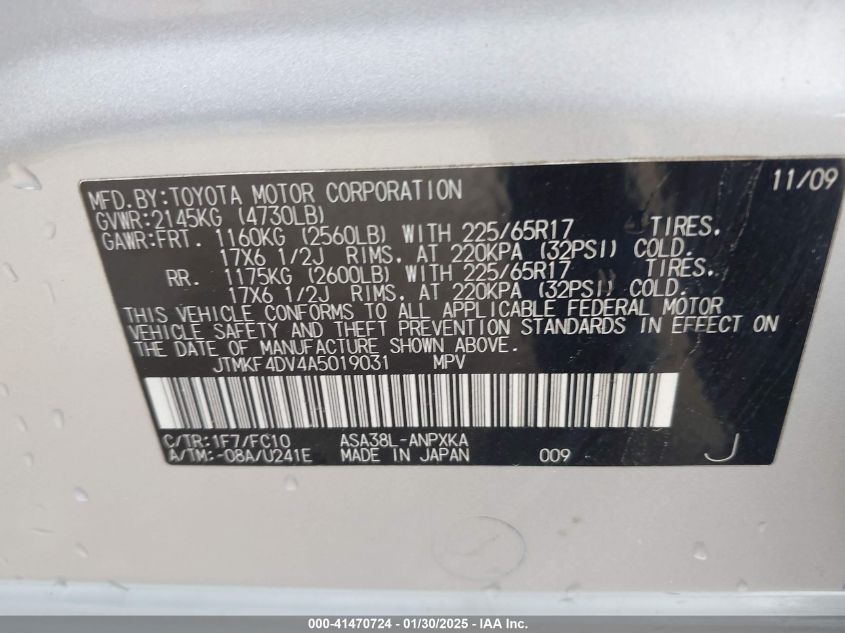 11/09
MFD.BY:TOYOTA MOTOR CORPORATION
GVWR:2145KG (4730LB)
GAWR:FRT. 1160KG (2560LB) WITH 225/65R17 TIRES,
17X6 1/2J RIMS, AT 220KPA (32PSI) COLD.
RR. 1175KG (2600LB) WITH 225/65R17 TIRES,
17X6 1/2J RIMS, AT 220KPA (32PSI) COLD.
THIS VEHICLE CONFORMS TO ALL APPLICABLE FEDERAL MOTOR
VEHICLE SAFETY AND THEFT PREVENTION STANDARDS IN EFFECT ON
THE DATE OF MANUFACTURE SHOWN ABOVE.
JTMKF4DV4A5019031 MPV
C/TR:1F7/FC10 ASA38L-ANPXKA
A/TM:-08A/U241E MADE IN JAPAN 009 J
000-41470724 — 01/30/2025 — IAA Inc.